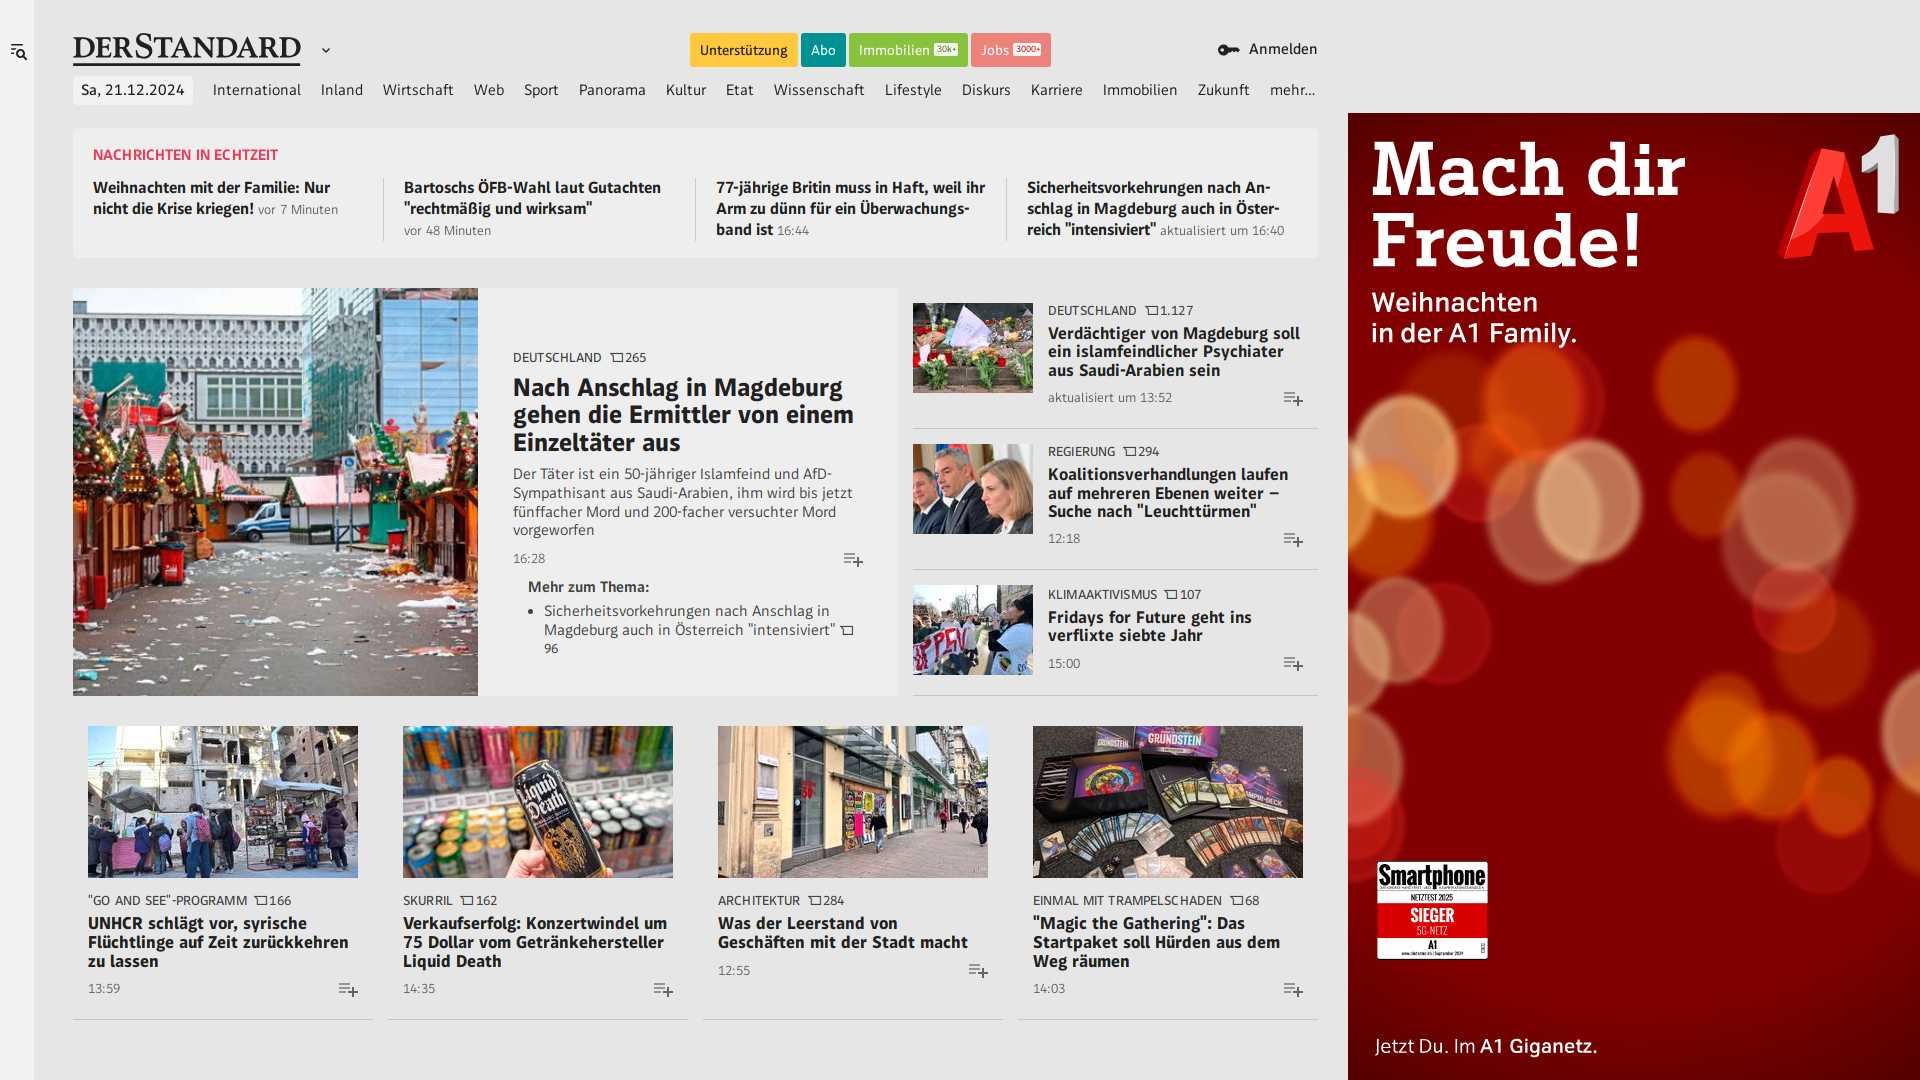 DERSTANDARD
Unterstützung
Abo
Immobilien 30k+
Jobs 3000+
Anmelden
Sa, 21.12.2024
International
Inland
Wirtschaft
Web
Sport
Panorama
Kultur
Etat
Wissenschaft
Lifestyle
Diskurs
Karriere
Immobilien
Zukunft
mehr...
NACHRICHTEN IN ECHTZEIT
Weihnachten mit der Familie: Nur
nicht die Krise kriegen! vor 7 Minuten
Bartoschs ÖFB-Wahl laut Gutachten
"rechtmäßig und wirksam"
vor 48 Minuten
77-jährige Britin muss in Haft, weil ihr
Arm zu dünn für ein Überwachungs-
band ist 16:44
Sicherheitsvorkehrungen nach An-
schlag in Magdeburg auch in Öster-
reich "intensiviert" aktualisiert um 16:40
DEUTSCHLAND 265
Nach Anschlag in Magdeburg
gehen die Ermittler von einem
Einzeltäter aus
Der Täter ist ein 50-jähriger Islamfeind und AfD-
Sympathisant aus Saudi-Arabien, ihm wird bis jetzt
fünffacher Mord und 200-facher versuchter Mord
vorgeworfen
16:28
Mehr zum Thema:
• Sicherheitsvorkehrungen nach Anschlag in
Magdeburg auch in Österreich "intensiviert"
96
DEUTSCHLAND 1.127
Verdächtiger von Magdeburg soll
ein islamfeindlicher Psychiater
aus Saudi-Arabien sein
aktualisiert um 13:52
REGIERUNG 294
Koalitionsverhandlungen laufen
auf mehreren Ebenen weiter –
Suche nach "Leuchttürmen"
12:18
KLIMAAKTIVISMUS 107
Fridays for Future geht ins
verflixte siebte Jahr
15:00
"GO AND SEE"-PROGRAMM 166
UNHCR schlägt vor, syrische
Flüchtlinge auf Zeit zurückkehren
zu lassen
13:59
Liquid
Death
SKURRIL 162
Verkaufserfolg: Konzertwindel um
75 Dollar vom Getränkehersteller
Liquid Death
14:35
ARCHITEKTUR 284
Was der Leerstand von
Geschäften mit der Stadt macht
12:55
GRUNDSTEIN
GRUNDSTEIN
EINMAL MIT TRAMPELSCHADEN 68
"Magic the Gathering": Das
Startpaket soll Hürden aus dem
Weg räumen
14:03
Mach dir
Freude!
A1
Weihnachten
in der A1 Family.
Smartphone
NETZTEST 2025
SIEGER
5G-NETZ
A1
Jetzt Du. Im A1 Giganetz.